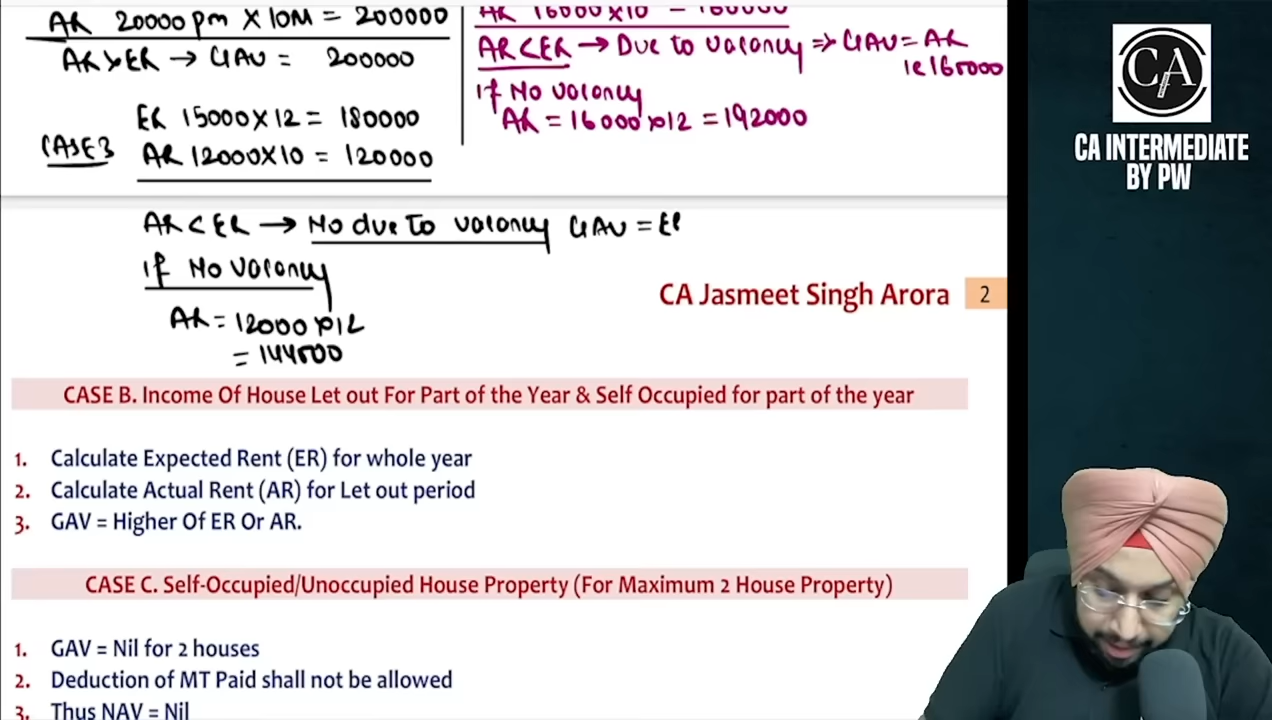 AR 20000 pm X 10M = 200000
AR>ER → GAV = 200000
ER 15000 X 12 = 180000
CASE 3 AR 12000 X 10 = 120000
AR 16000 X 10 = 160000
AR < ER → Due to vacancy ⇒ GAV = AR
ie 160000
If No vacancy
AR = 16000 X 12 = 192000
AR < ER → No due to vacancy GAV = ER
If No vacancy
AR = 12000 X 12
= 144000
CA Jasmeet Singh Arora 2
CASE B. Income Of House Let out For Part of the Year & Self Occupied for part of the year
1. Calculate Expected Rent (ER) for whole year
2. Calculate Actual Rent (AR) for Let out period
3. GAV = Higher Of ER Or AR.
CASE C. Self-Occupied/Unoccupied House Property (For Maximum 2 House Property)
1. GAV = Nil for 2 houses
2. Deduction of MT Paid shall not be allowed
3. Thus NAV = Nil
CA
CA INTERMEDIATE
BY PW